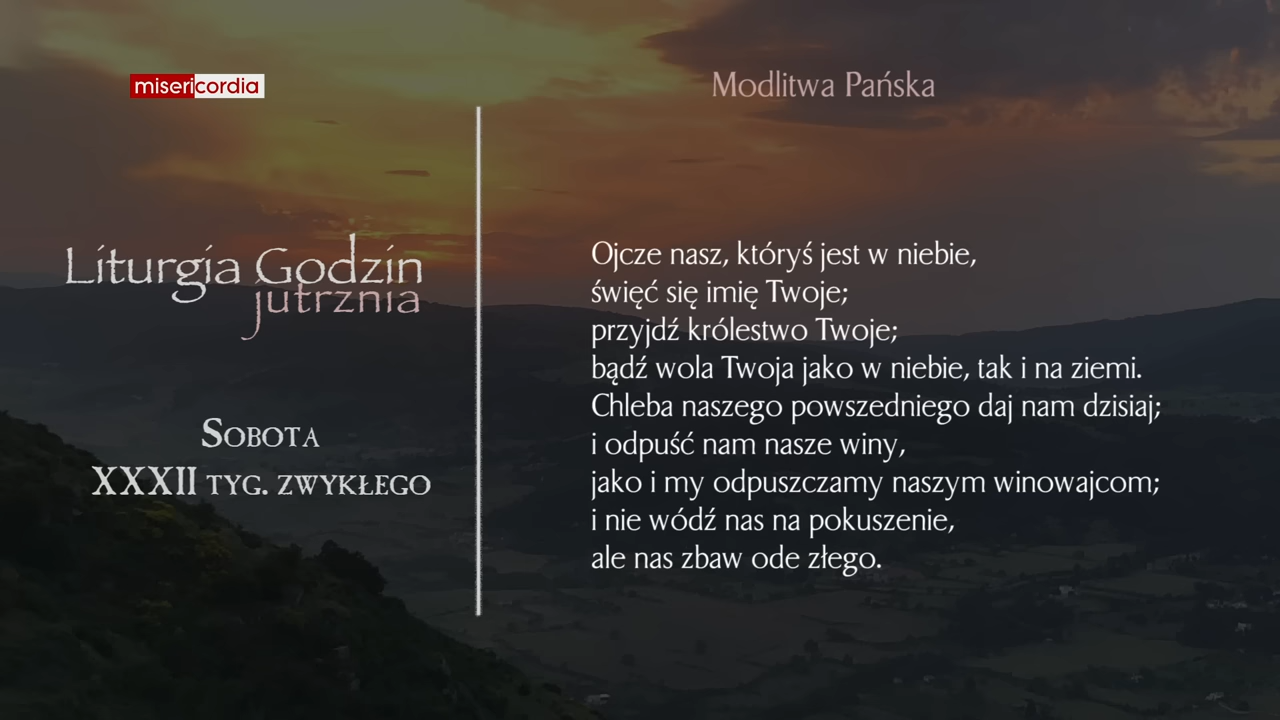 misericordia
Liturgia Godzin
jutrznia
Sobota
XXXII tyg. zwykłego
Modlitwa Pańska
Ojcze nasz, któryś jest w niebie,
święć się imię Twoje;
przyjdź królestwo Twoje;
bądź wola Twoja jako w niebie, tak i na ziemi.
Chleba naszego powszedniego daj nam dzisiaj;
i odpuść nam nasze winy,
jako i my odpuszczamy naszym winowajcom;
i nie wódź nas na pokuszenie,
ale nas zbaw ode złego.